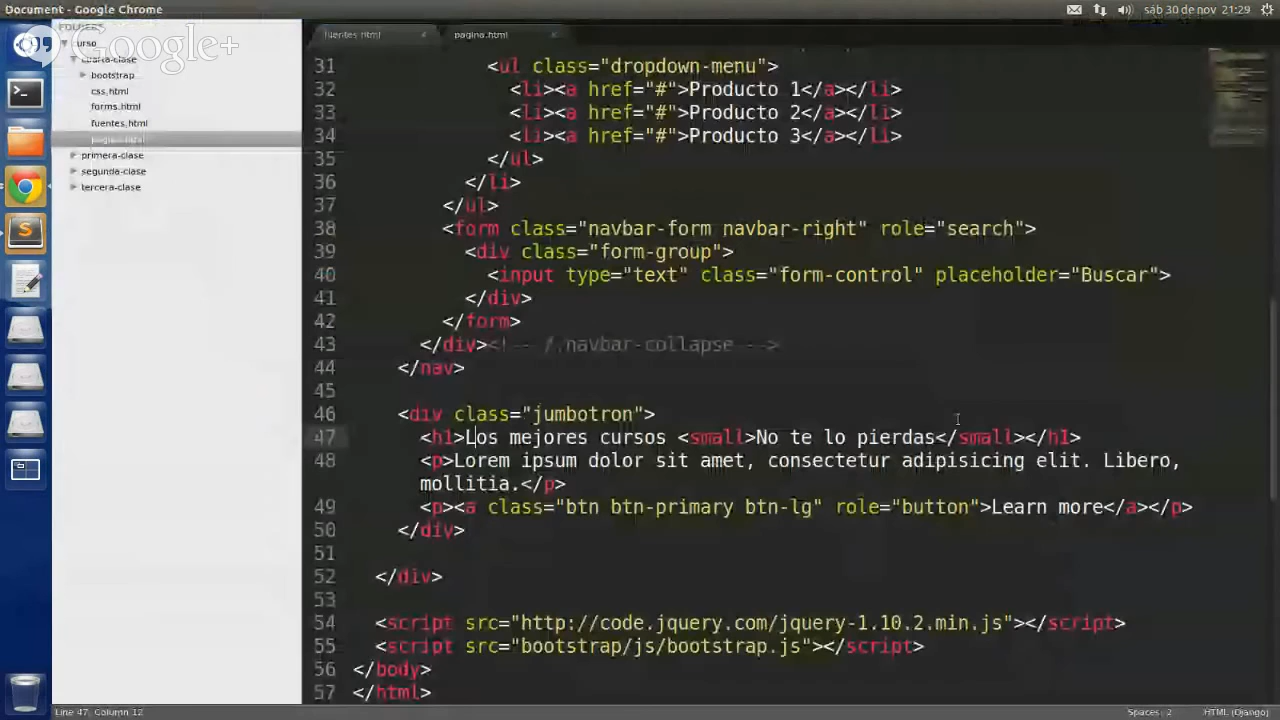 Document - Google Chrome
sáb 30 de nov 21:29
Google+
FOLDERS
curso
cuarta-clase
bootstrap
css.html
forms.html
fuentes.html
pagina.html
primera-clase
segunda-clase
tercera-clase
fuentes.html
pagina.html
31 <ul class="dropdown-menu">
32 <li><a href="#">Producto 1</a></li>
33 <li><a href="#">Producto 2</a></li>
34 <li><a href="#">Producto 3</a></li>
35 </ul>
36 </li>
37 </ul>
38 <form class="navbar-form navbar-right" role="search">
39 <div class="form-group">
40 <input type="text" class="form-control" placeholder="Buscar">
41 </div>
42 </form>
43 </div><!-- /.navbar-collapse -->
44 </nav>
45
46 <div class="jumbotron">
47 <h1>Los mejores cursos <small>No te lo pierdas</small></h1>
48 <p>Lorem ipsum dolor sit amet, consectetur adipisicing elit. Libero,
mollitia.</p>
49 <p><a class="btn btn-primary btn-lg" role="button">Learn more</a></p>
50 </div>
51
52 </div>
53
54 <script src="http://code.jquery.com/jquery-1.10.2.min.js"></script>
55 <script src="bootstrap/js/bootstrap.js"></script>
56 </body>
57 </html>
Line 47, Column 12
Spaces: 2
HTML (Django)